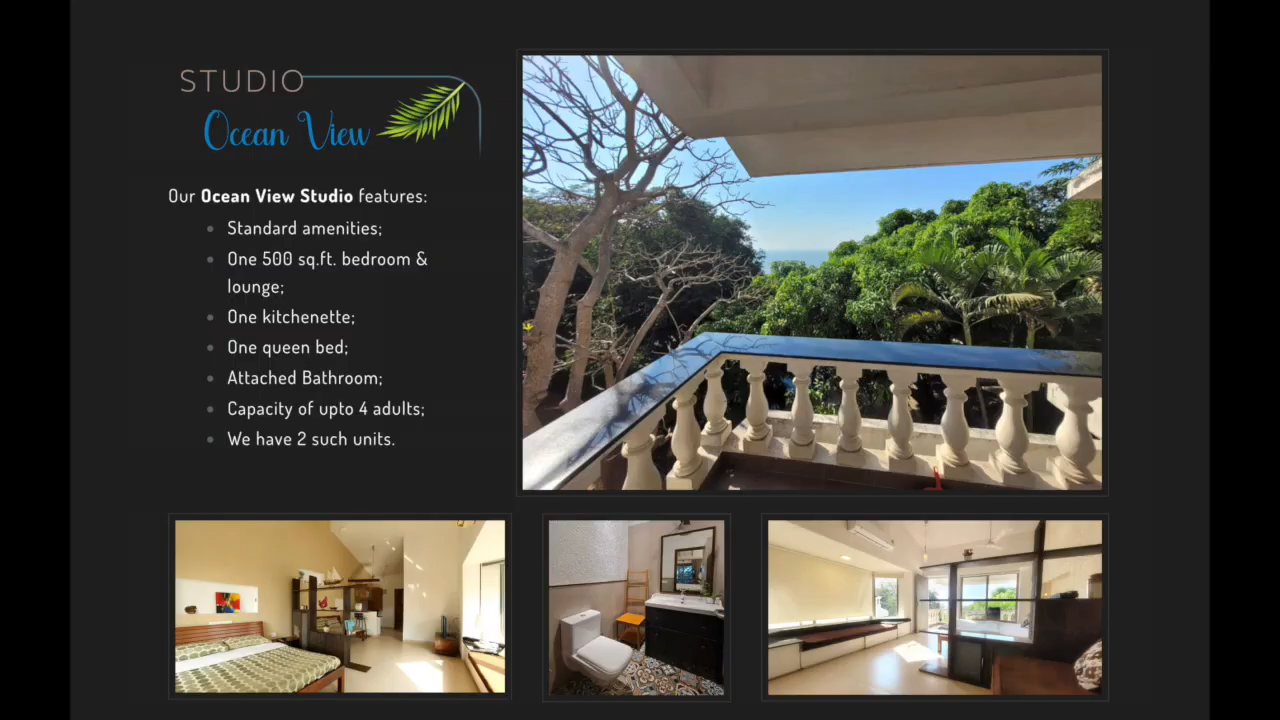 STUDIO
Ocean View
Our Ocean View Studio features:
Standard amenities;
One 500 sq.ft. bedroom &
lounge;
One kitchenette;
One queen bed;
Attached Bathroom;
Capacity of upto 4 adults;
We have 2 such units.